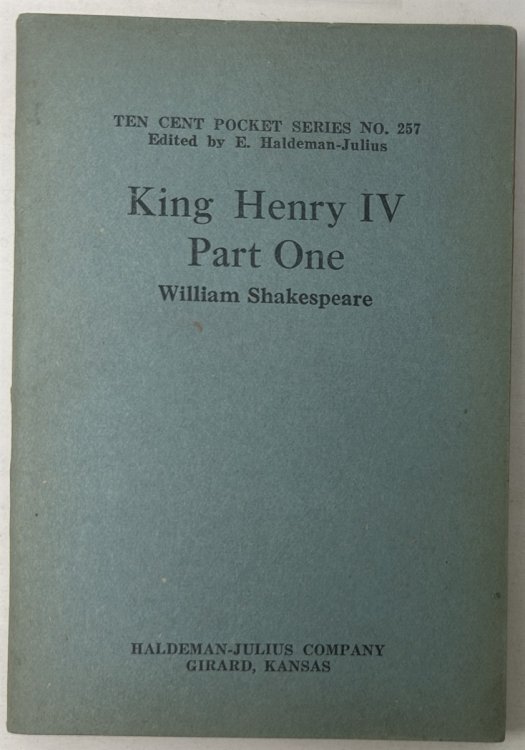 TEN CENT POCKET SERIES NO. 257
Edited by E. Haldeman-Julius
King Henry IV
Part One
William Shakespeare
HALDEMAN-JULIUS COMPANY
GIRARD, KANSAS